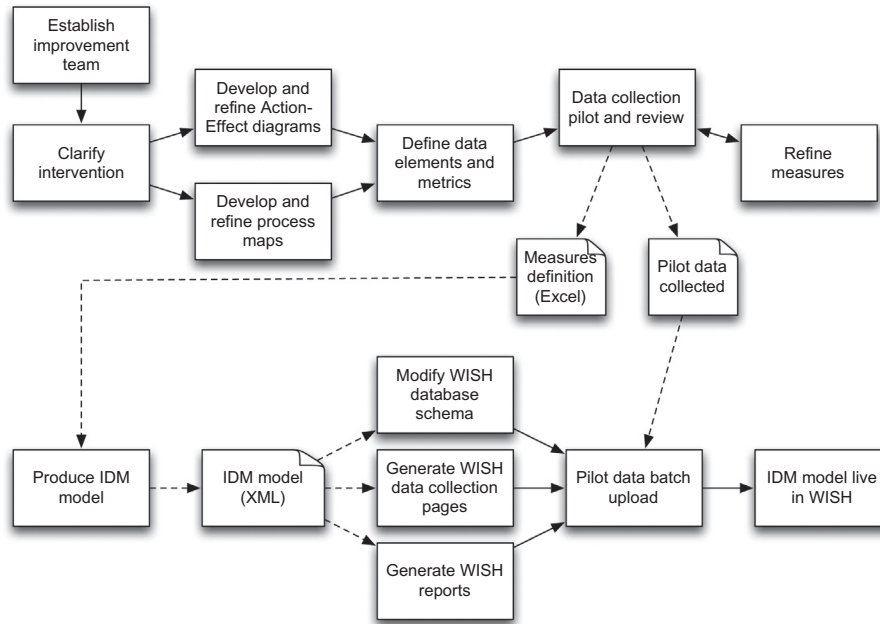 Establish
improvement
team
Develop and
refine Action-
Effect diagrams
Data collection
pilot and review
Clarify
intervention
Define data
elements and
metrics
Refine
measures
Develop and
refine process
maps
Measures
definition
(Excel)
Pilot data
collected
Modify WISH
database
schema
Produce IDM
model
IDM model
(XML)
Generate WISH
data collection
pages
Pilot data batch
upload
IDM model live
in WISH
Generate WISH
reports